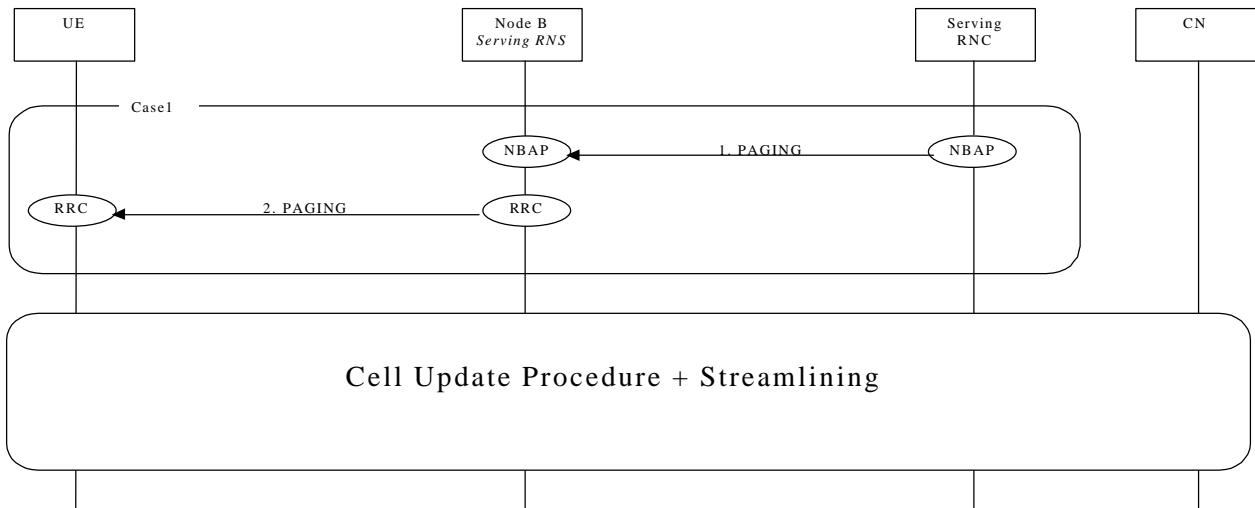 UE
Node B
Serving RNS
Serving
RNC
CN
Case1
NBAP
1. PAGING
NBAP
RRC
2. PAGING
RRC
Cell Update Procedure + Streamlining